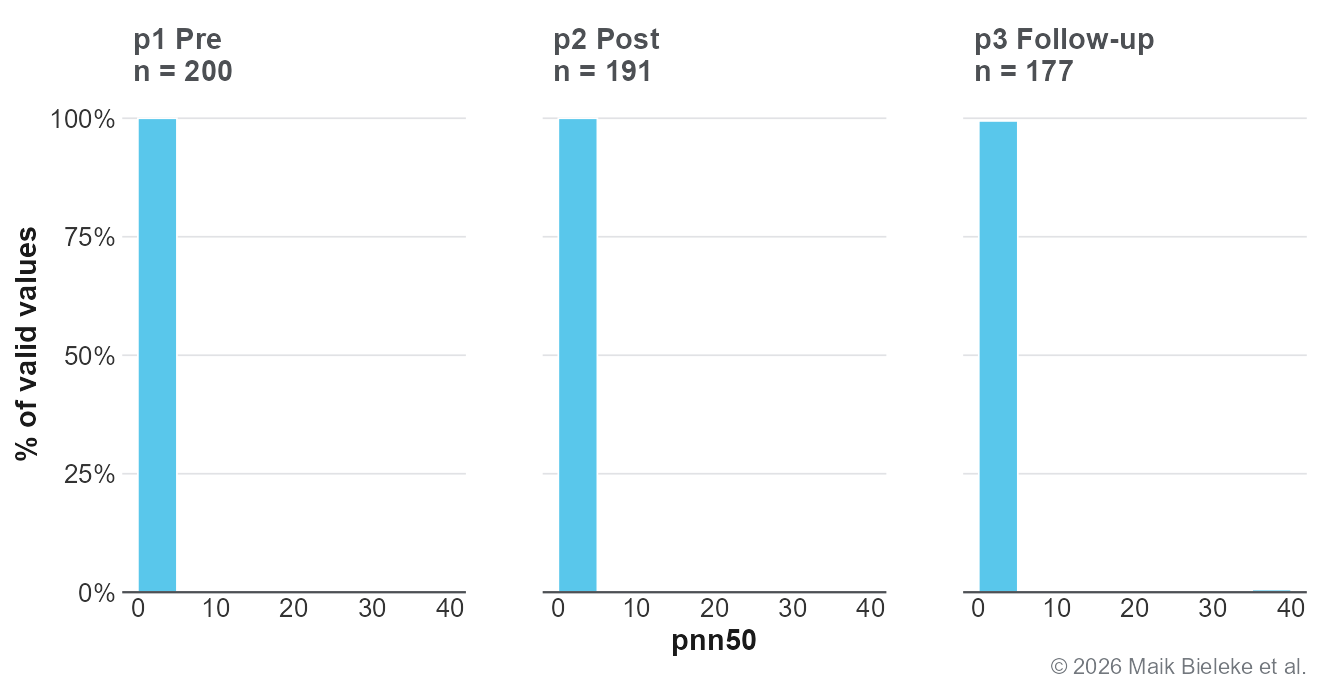 p1 Pre
n = 200
p2 Post
n = 191
p3 Follow-up
n = 177
100%
75%
50%
25%
0%
% of valid values
0 10 20 30 40
0 10 20 30 40
0 10 20 30 40
pnn50
© 2026 Maik Bieleke et al.